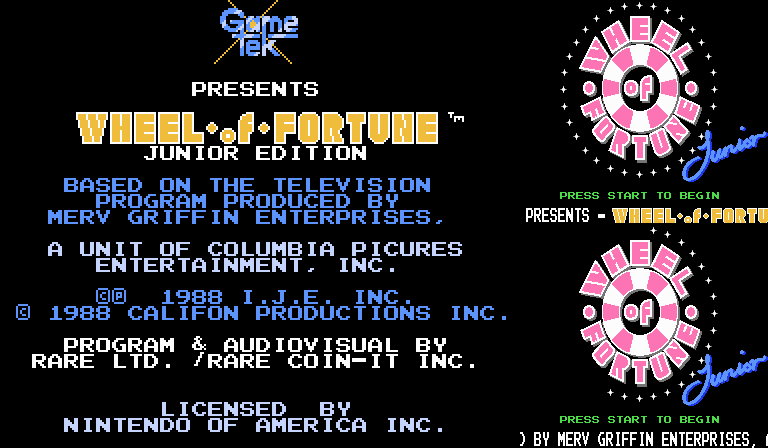 Game
Tek
PRESENTS
WHEEL·of·FORTUNE™
JUNIOR EDITION
BASED ON THE TELEVISION
PROGRAM PRODUCED BY
MERV GRIFFIN ENTERPRISES,
A UNIT OF COLUMBIA PICURES
ENTERTAINMENT, INC.
©℗ 1988 I.J.E. INC.
© 1988 CALIFON PRODUCTIONS INC.
PROGRAM & AUDIOVISUAL BY
RARE LTD. /RARE COIN-IT INC.
LICENSED BY
NINTENDO OF AMERICA INC.
WHEEL
of
FORTUNE
Junior
PRESS START TO BEGIN
PRESENTS - WHEEL·of·FORTU
WHEEL
of
FORTUNE
Junior
PRESS START TO BEGIN
) BY MERV GRIFFIN ENTERPRISES,